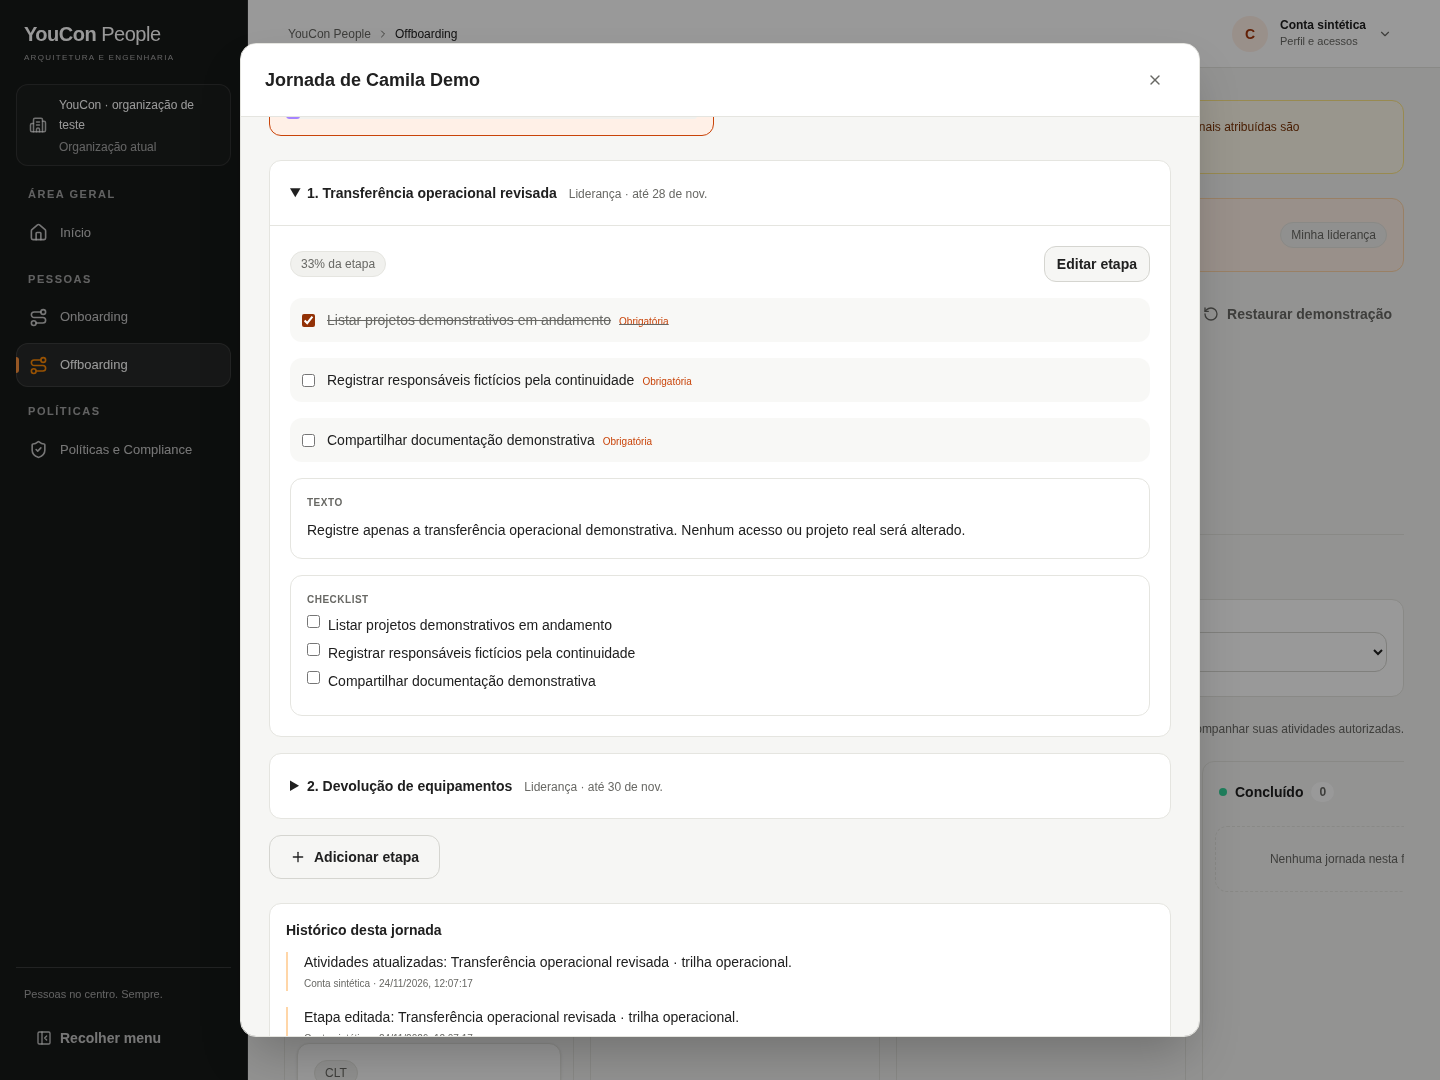 YouCon People
ARQUITETURA E ENGENHARIA
YouCon · organização de
teste
Organização atual
ÁREA GERAL
Início
PESSOAS
Onboarding
Offboarding
POLÍTICAS
Políticas e Compliance
Pessoas no centro. Sempre.
Recolher menu
YouCon People
Offboarding
C
Conta sintética
Perfil e acessos
Jornada de Camila Demo
1. Transferência operacional revisada
Liderança · até 28 de nov.
33% da etapa
Editar etapa
Listar projetos demonstrativos em andamento Obrigatória
Registrar responsáveis fictícios pela continuidade Obrigatória
Compartilhar documentação demonstrativa Obrigatória
TEXTO
Registre apenas a transferência operacional demonstrativa. Nenhum acesso ou projeto real será alterado.
CHECKLIST
Listar projetos demonstrativos em andamento
Registrar responsáveis fictícios pela continuidade
Compartilhar documentação demonstrativa
2. Devolução de equipamentos
Liderança · até 30 de nov.
Adicionar etapa
Histórico desta jornada
Atividades atualizadas: Transferência operacional revisada · trilha operacional.
Conta sintética · 24/11/2026, 12:07:17
Etapa editada: Transferência operacional revisada · trilha operacional.
atribuídas são
Minha liderança
Restaurar demonstração
suas atividades autorizadas.
Concluído 0
Nenhuma jornada nesta
CLT